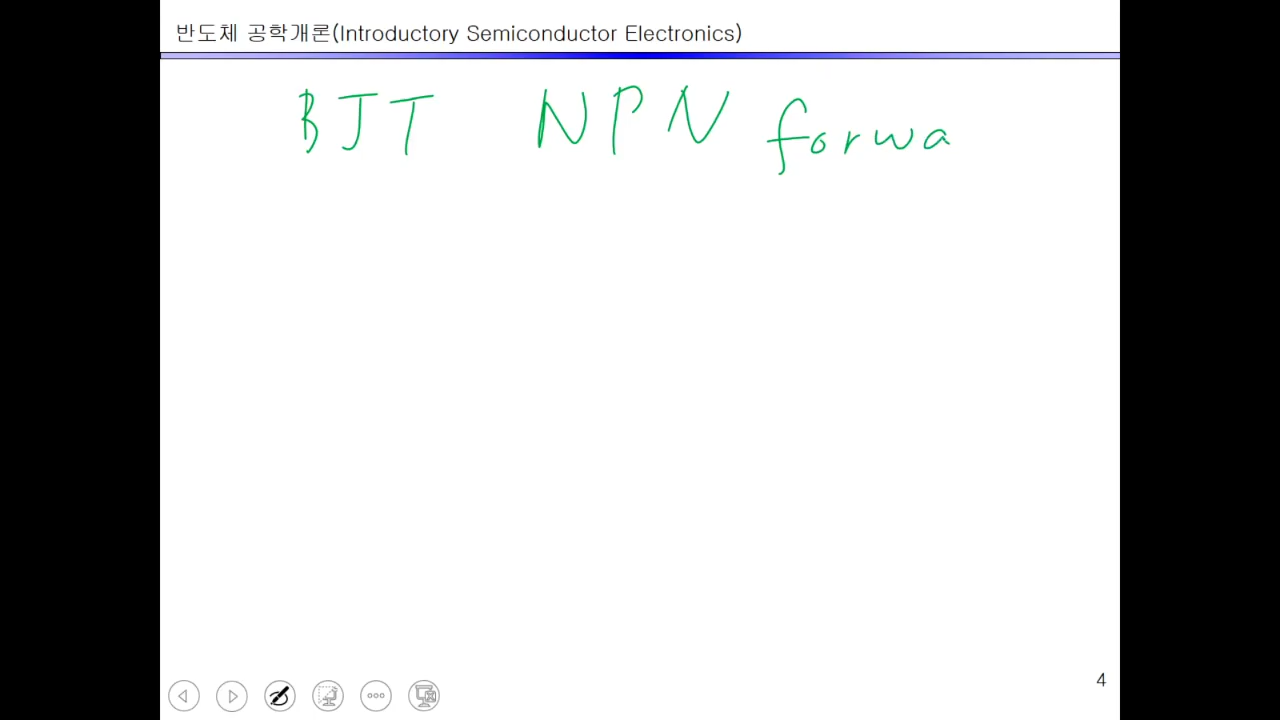 반도체 공학개론(Introductory Semiconductor Electronics)
BJT NPN forwa
4